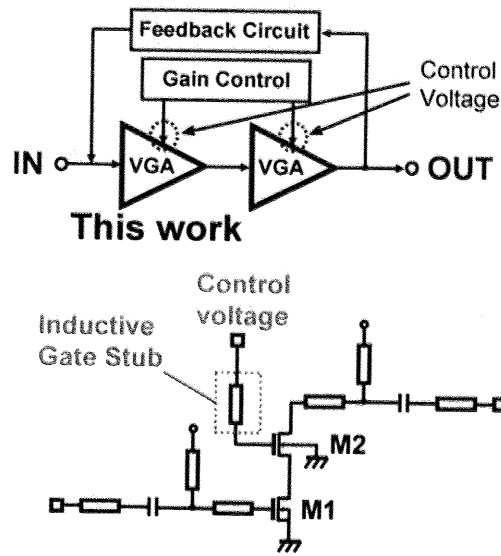 Feedback Circuit
Gain Control
Control
Voltage
IN
VGA
VGA
OUT
This work
Control
voltage
Inductive
Gate Stub
M2
M1